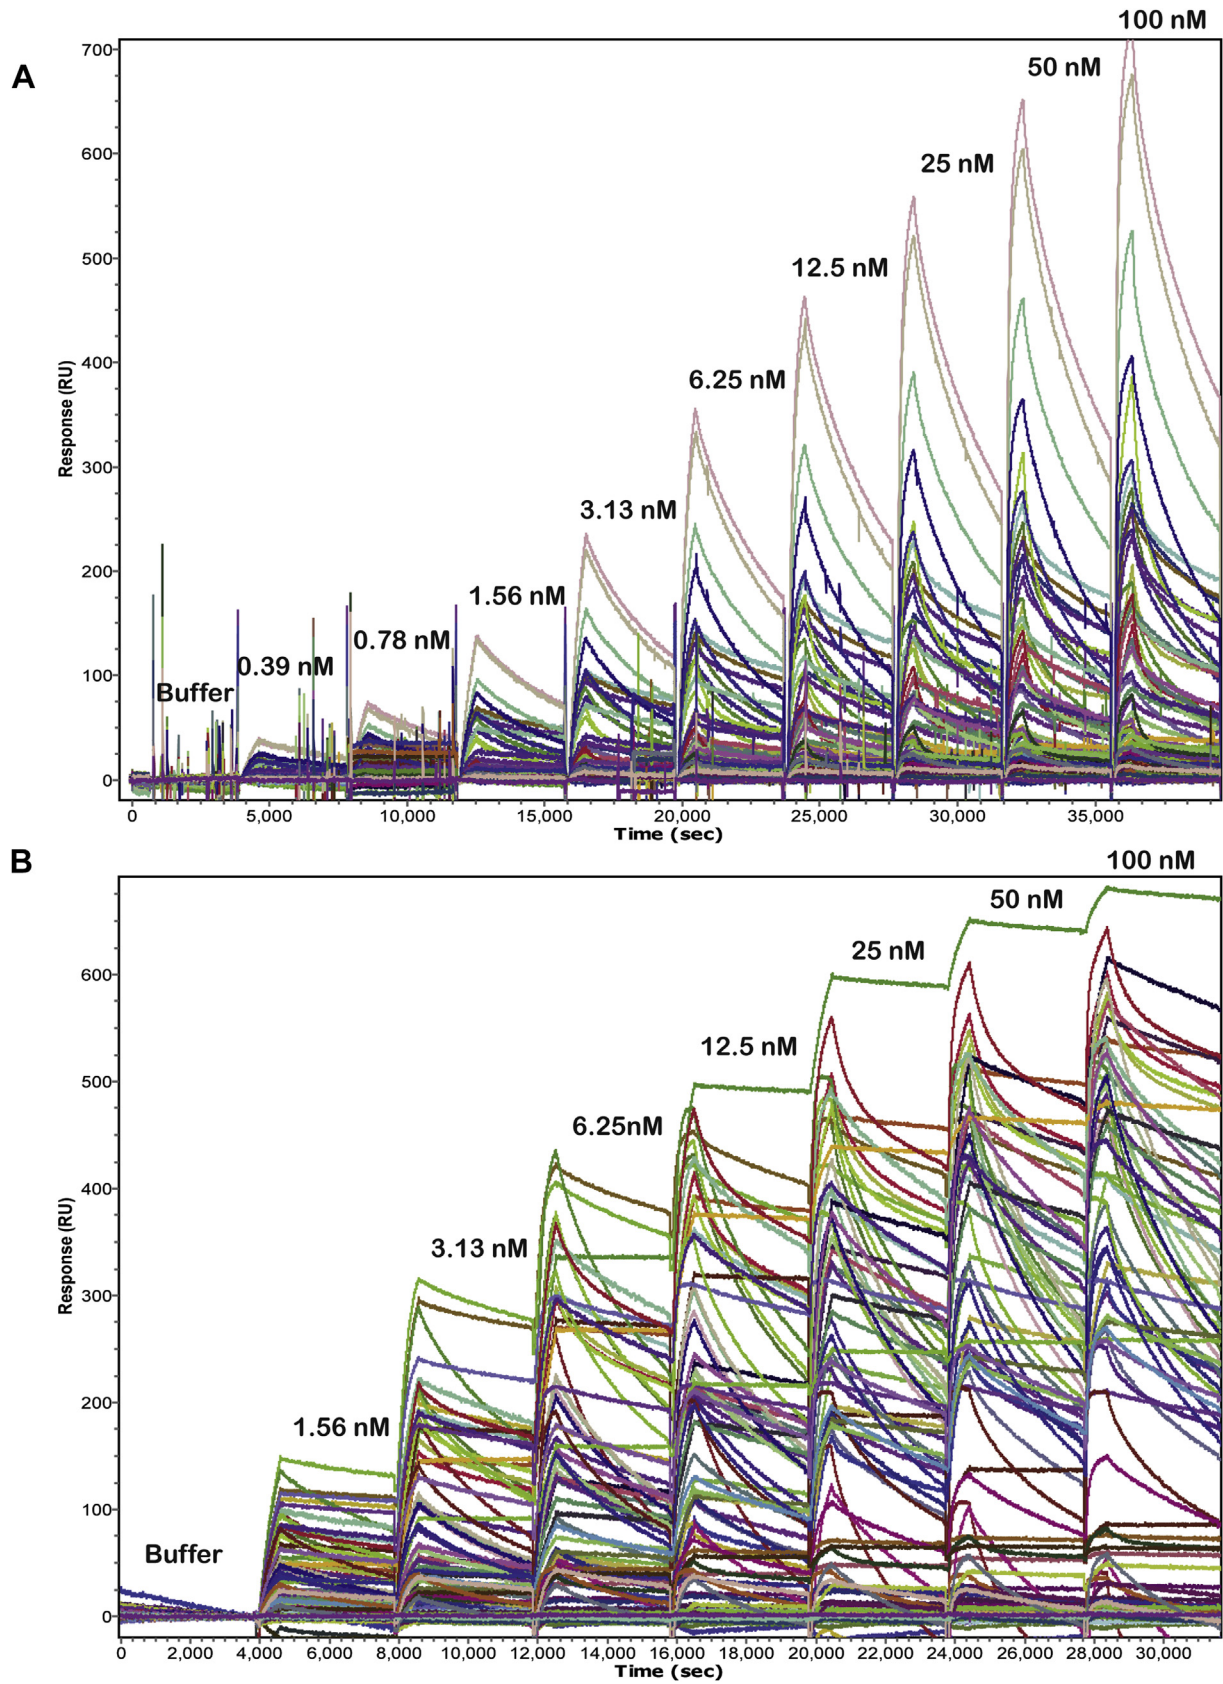 A
100 nM
50 nM
25 nM
12.5 nM
6.25 nM
3.13 nM
1.56 nM
0.78 nM
0.39 nM
Buffer
700
600
500
400
300
200
100
0
Response (RU)
0 5,000 10,000 15,000 20,000 25,000 30,000 35,000
Time (sec)
B
100 nM
50 nM
25 nM
12.5 nM
6.25nM
3.13 nM
1.56 nM
Buffer
600
500
400
300
200
100
0
Response (RU)
0 2,000 4,000 6,000 8,000 10,000 12,000 14,000 16,000 18,000 20,000 22,000 24,000 26,000 28,000 30,000
Time (sec)